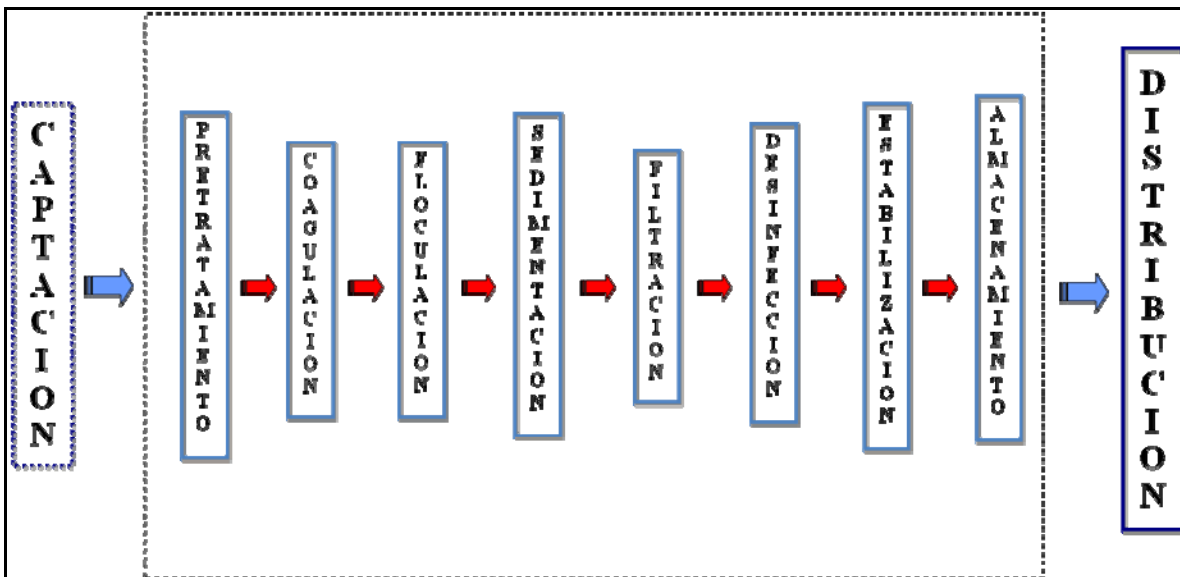 CAPTACION
PRETRATAMIENTO
COAGULACION
FLOCULACION
SEDIMENTACION
FILTRACION
DESINFECCION
ESTABILIZACION
ALMACENAMIENTO
DISTRIBUCION